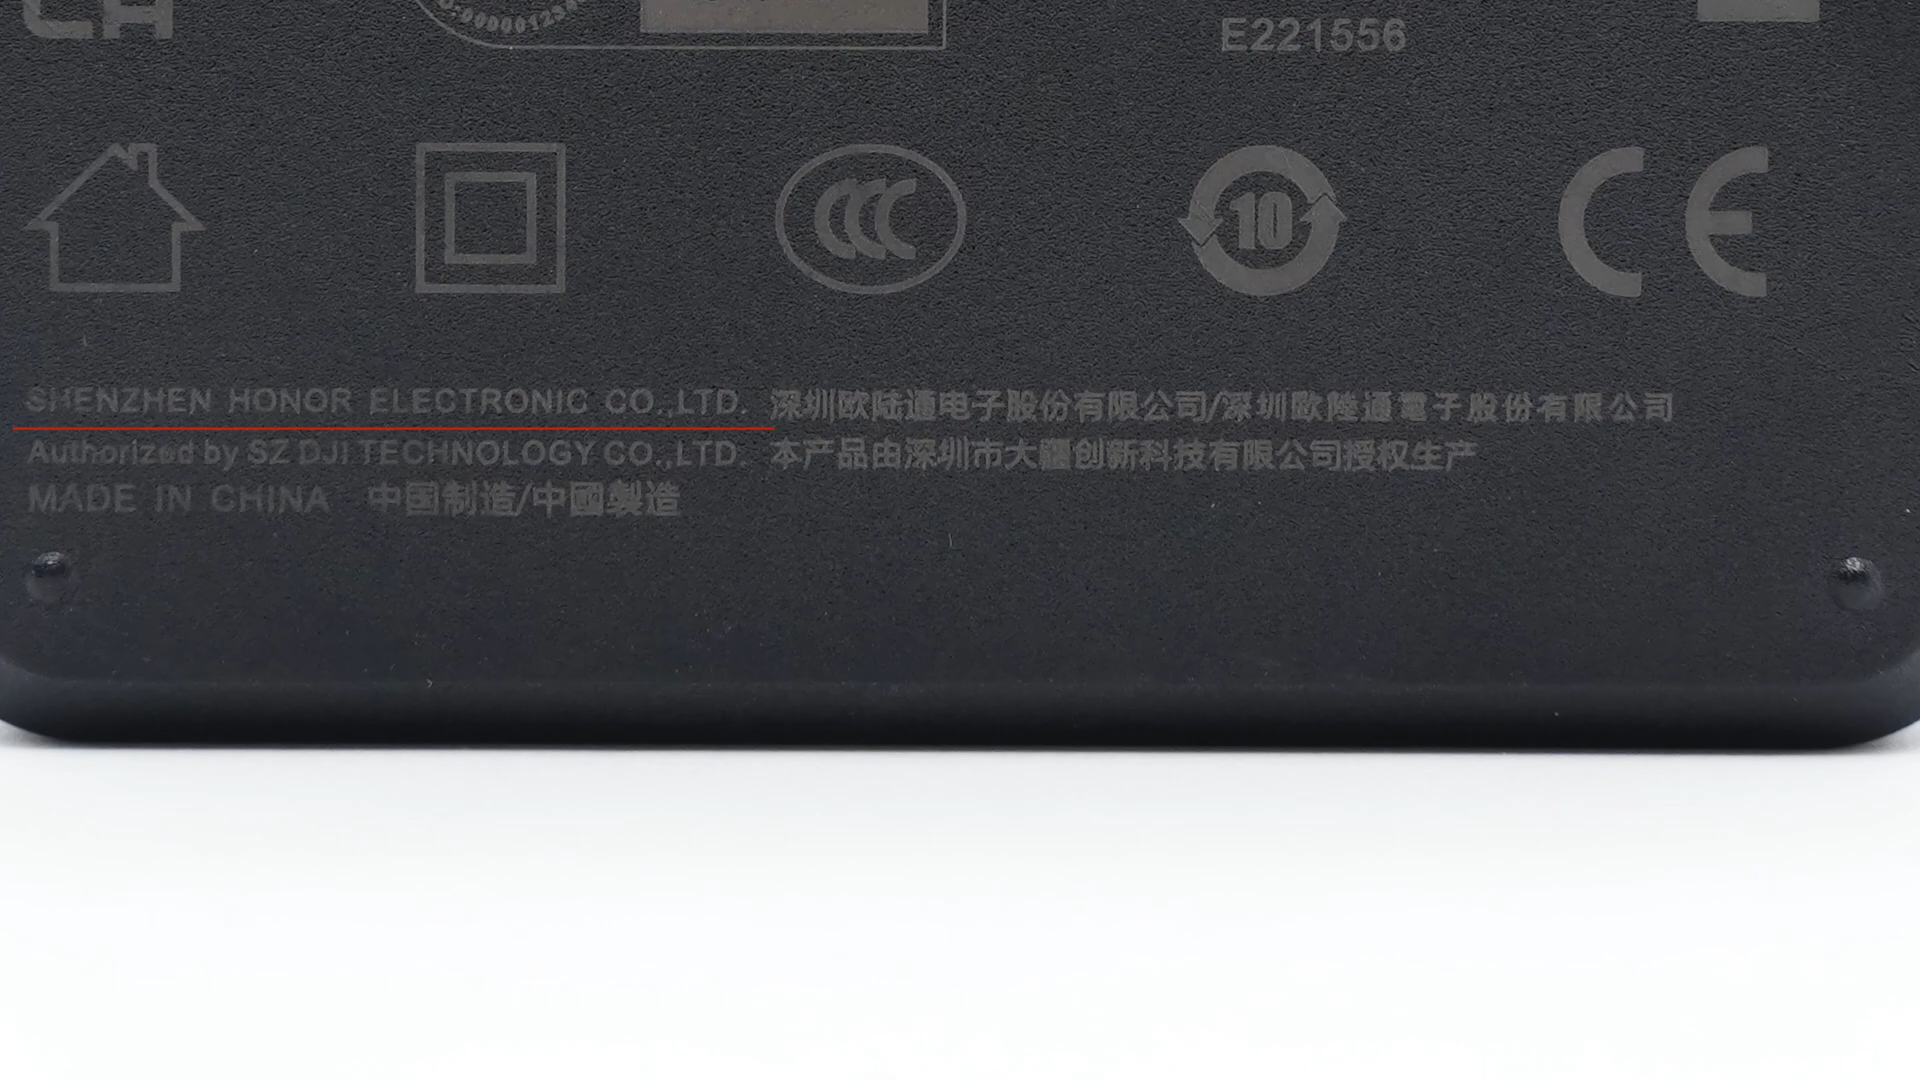 E221556
10
CE
SHENZHEN HONOR ELECTRONIC CO.,LTD. 深圳欧陆通电子股份有限公司/深圳歐陸通電子股份有限公司
Authorized by SZ DJI TECHNOLOGY CO.,LTD. 本产品由深圳市大疆创新科技有限公司授权生产
MADE IN CHINA 中国制造/中國製造